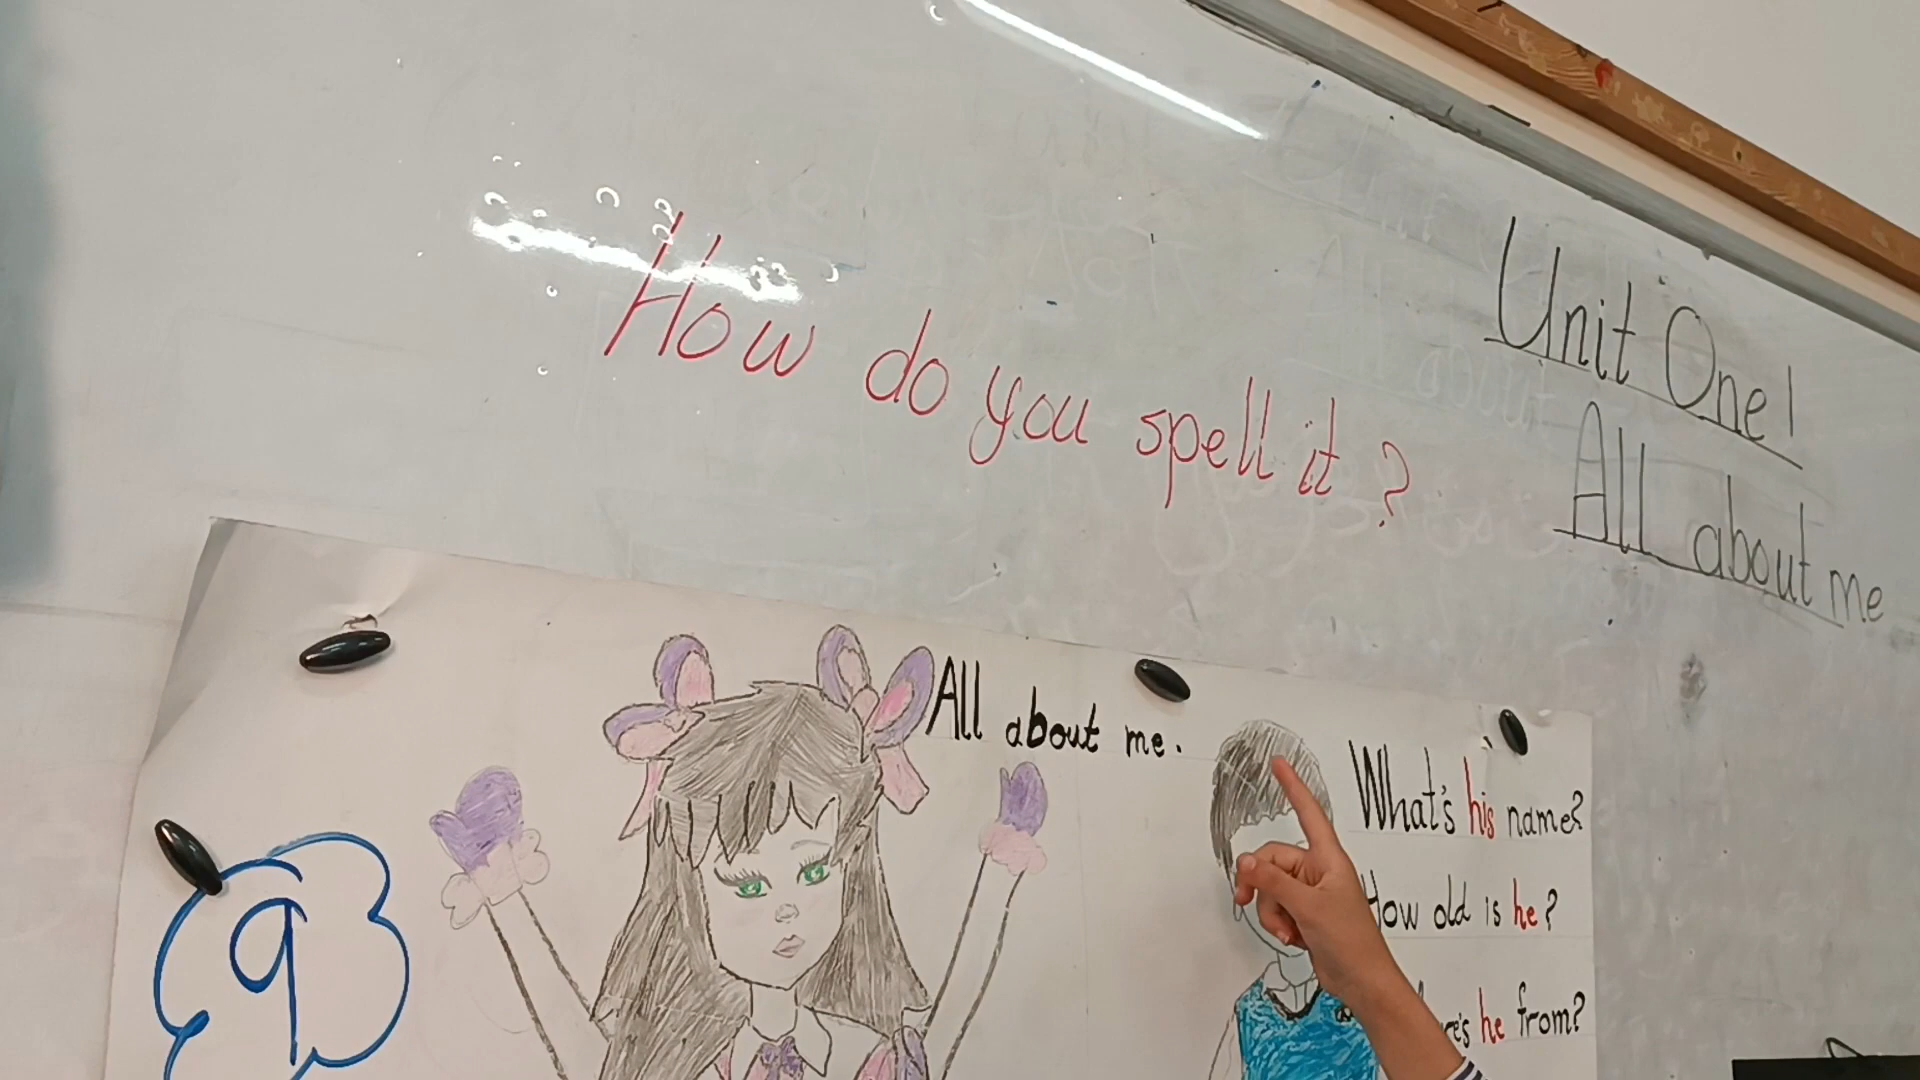 How do you spell it?
Unit One!
All about me
All about me.
What's his name?
How old is he?
he from?
9